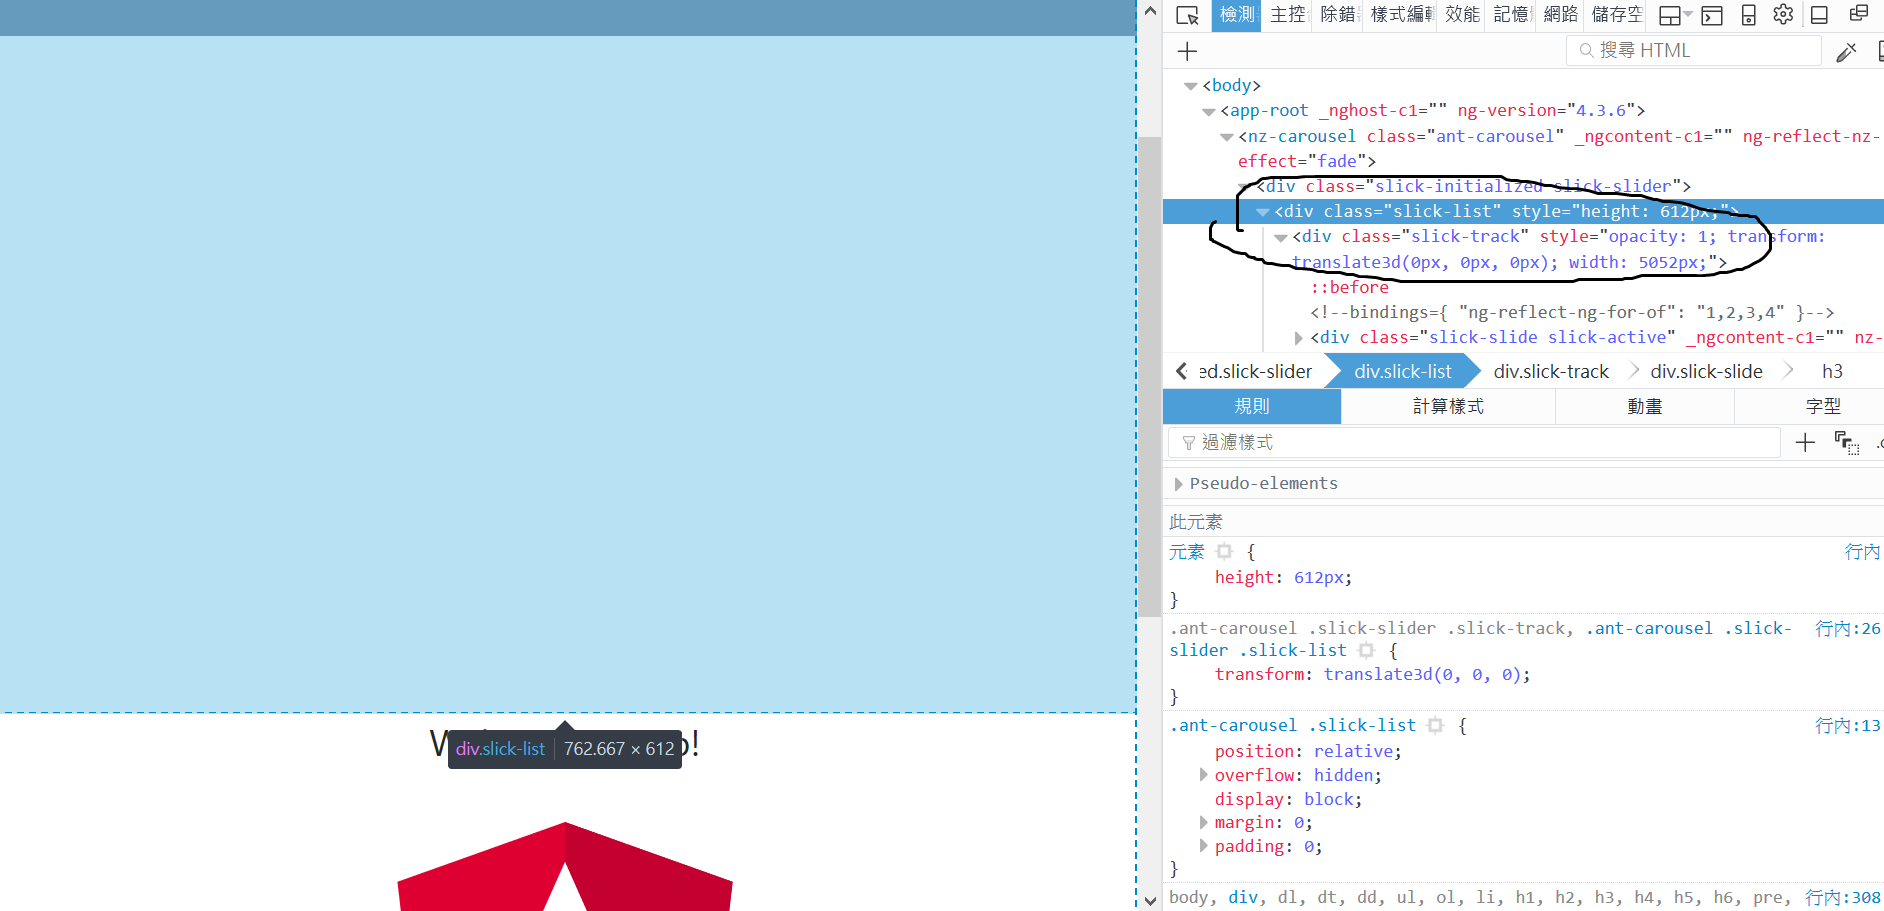 檢測
主控
除錯
樣式編輯
效能
記憶
網路
儲存空
搜尋 HTML
<body>
<app-root _nghost-c1="" ng-version="4.3.6">
<nz-carousel class="ant-carousel" _ngcontent-c1="" ng-reflect-nz-
effect="fade">
<div class="slick-initialized slick-slider">
<div class="slick-list" style="height: 612px;">
<div class="slick-track" style="opacity: 1; transform:
translate3d(0px, 0px, 0px); width: 5052px;">
::before
<!--bindings={ "ng-reflect-ng-for-of": "1,2,3,4" }-->
<div class="slick-slide slick-active" _ngcontent-c1="" nz-
ed.slick-slider
div.slick-list
div.slick-track
div.slick-slide
h3
規則
計算樣式
動畫
字型
過濾樣式
Pseudo-elements
此元素
元素 { 行內
height: 612px;
}
.ant-carousel .slick-slider .slick-track, .ant-carousel .slick- 行內:26
slider .slick-list {
transform: translate3d(0, 0, 0);
}
.ant-carousel .slick-list { 行內:13
position: relative;
overflow: hidden;
display: block;
margin: 0;
padding: 0;
}
body, div, dl, dt, dd, ul, ol, li, h1, h2, h3, h4, h5, h6, pre, 行內:308
div.slick-list 762.667 × 612